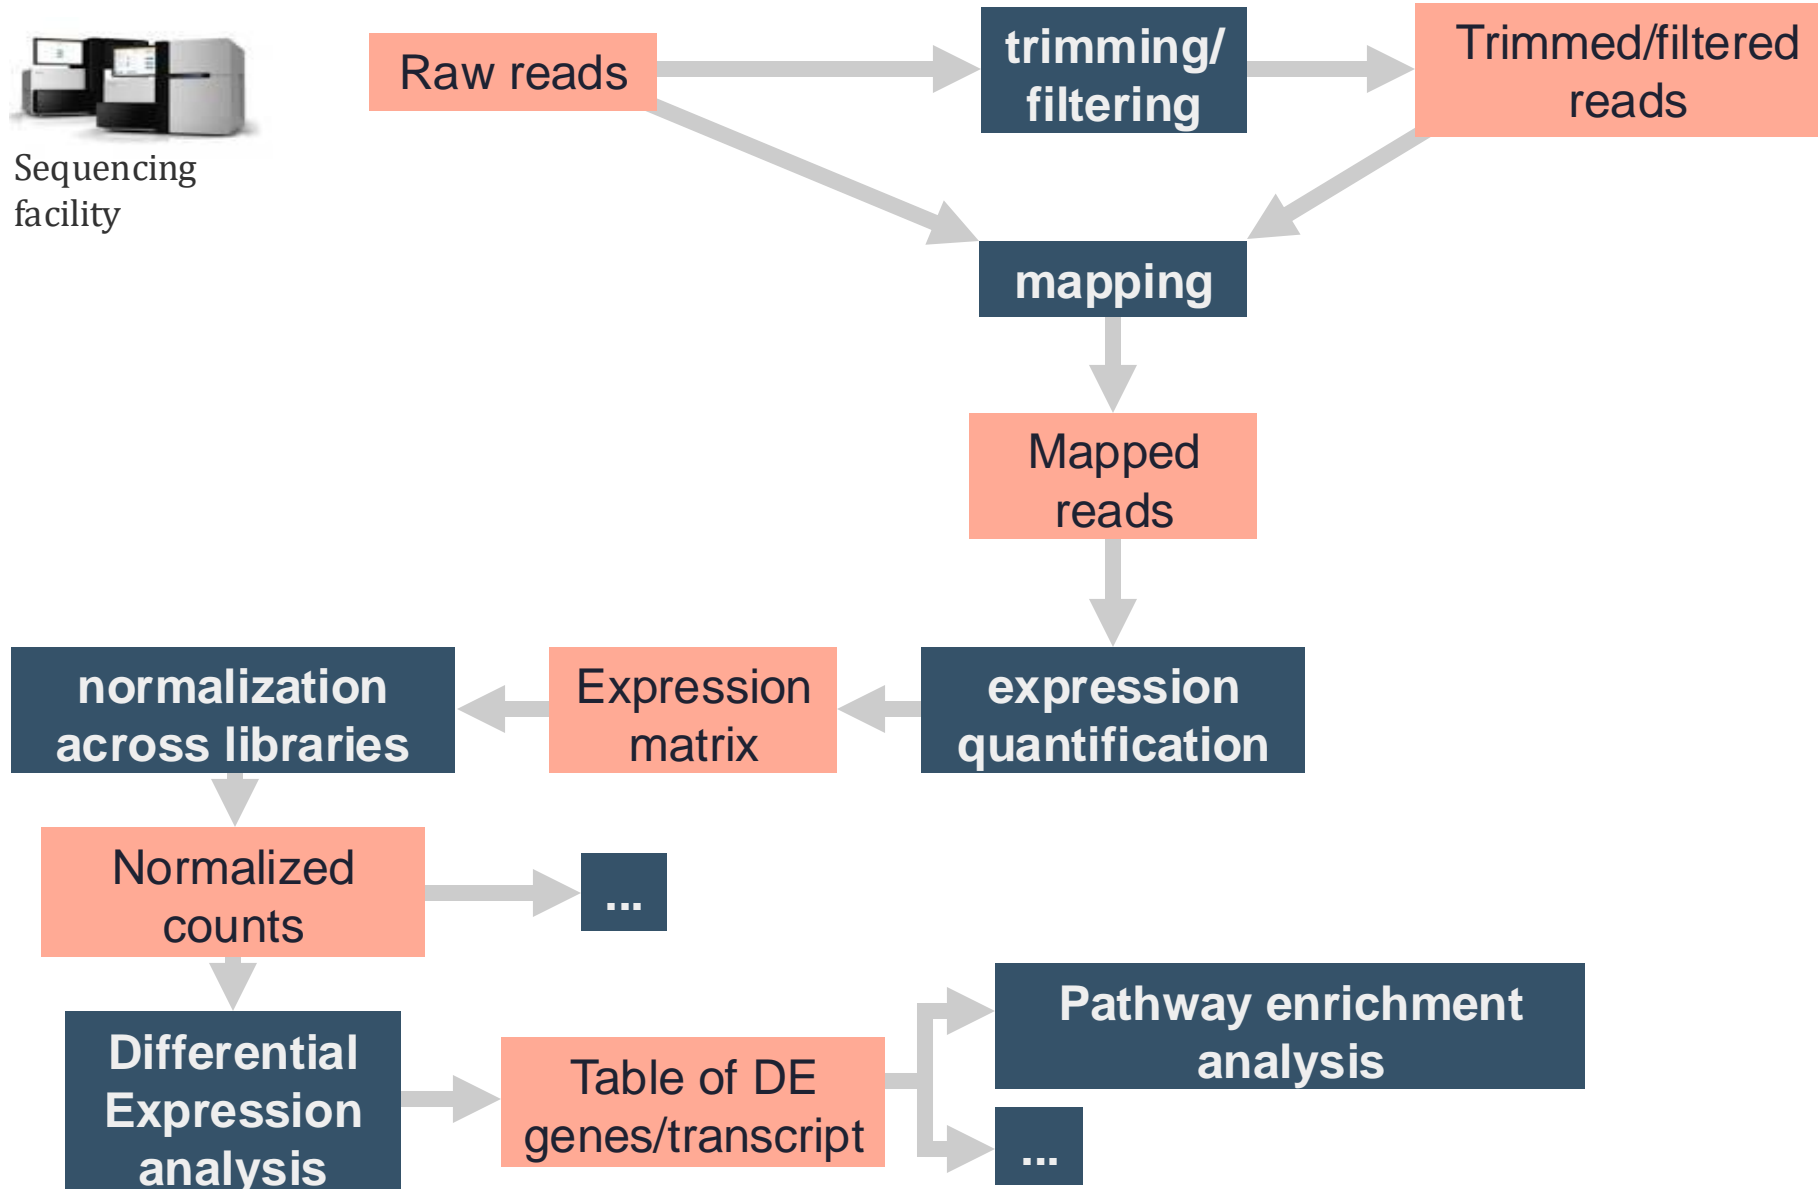 Sequencing
facility
Raw reads
trimming/
filtering
Trimmed/filtered
reads
mapping
Mapped
reads
expression
quantification
Expression
matrix
normalization
across libraries
Normalized
counts
...
Differential
Expression
analysis
Table of DE
genes/transcript
Pathway enrichment
analysis
...